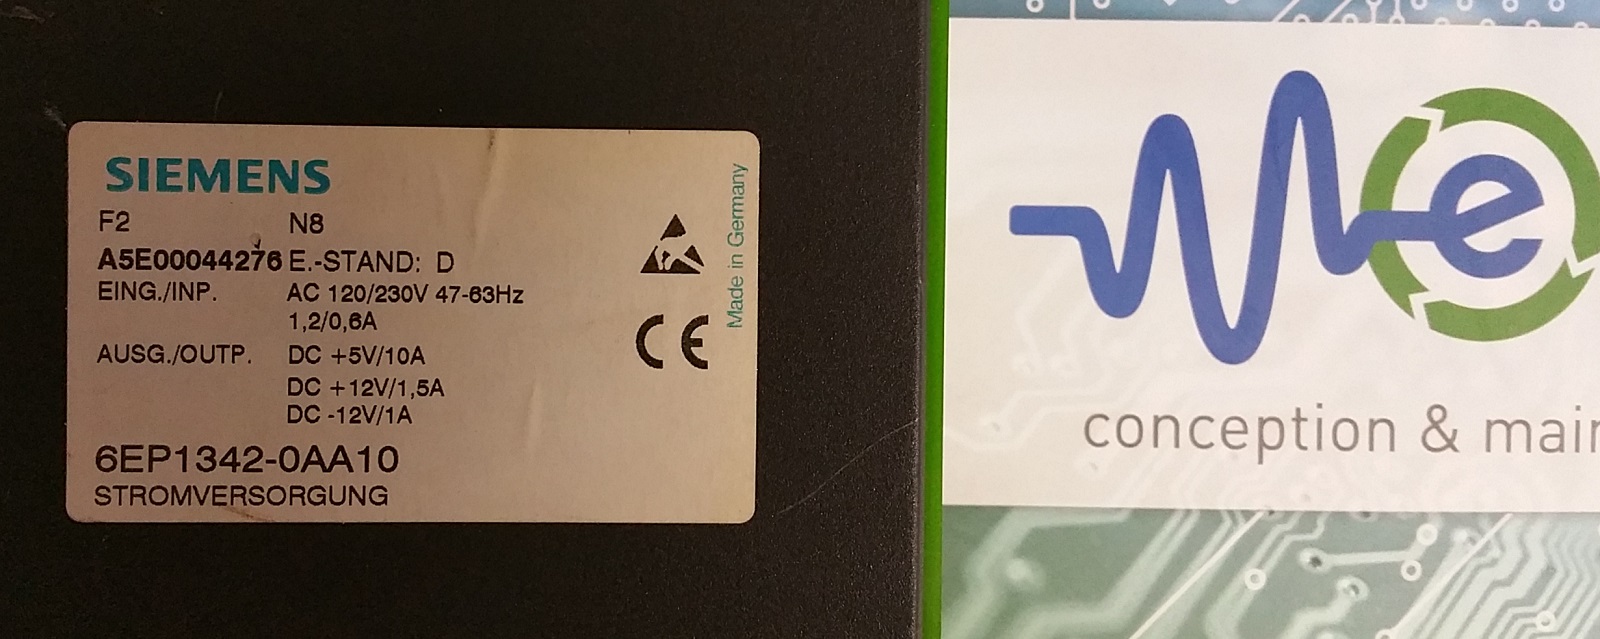 SIEMENS
F2 N8
A5E00044276 E.-STAND: D
EING./INP. AC 120/230V 47-63Hz
1,2/0,6A
AUSG./OUTP. DC +5V/10A
DC +12V/1,5A
DC -12V/1A
6EP1342-0AA10
STROMVERSORGUNG
Made in Germany
CE
e
conception & main